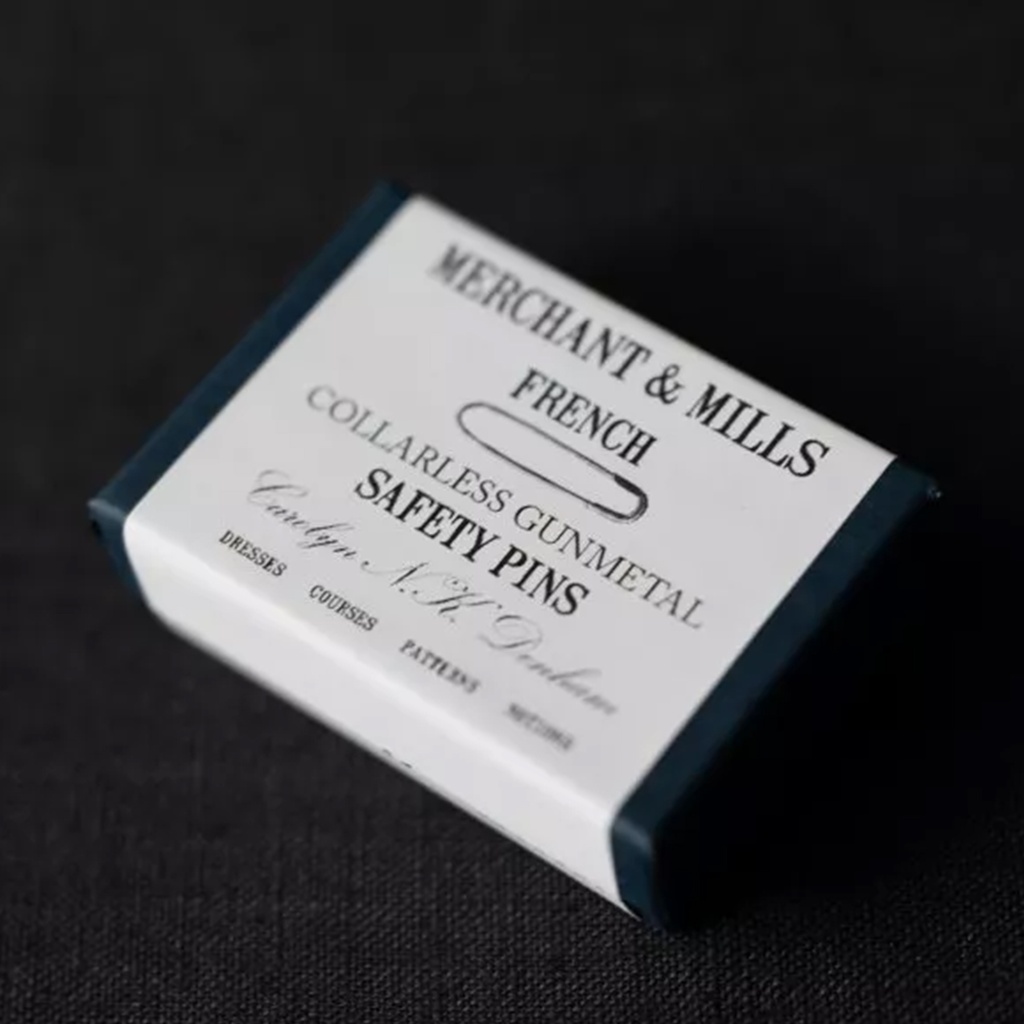 MERCHANT & MILLS
FRENCH
COLLARLESS GUNMETAL
SAFETY PINS
Carolyn N.K. Denham
DRESSES COURSES PATTERNS NOTIONS